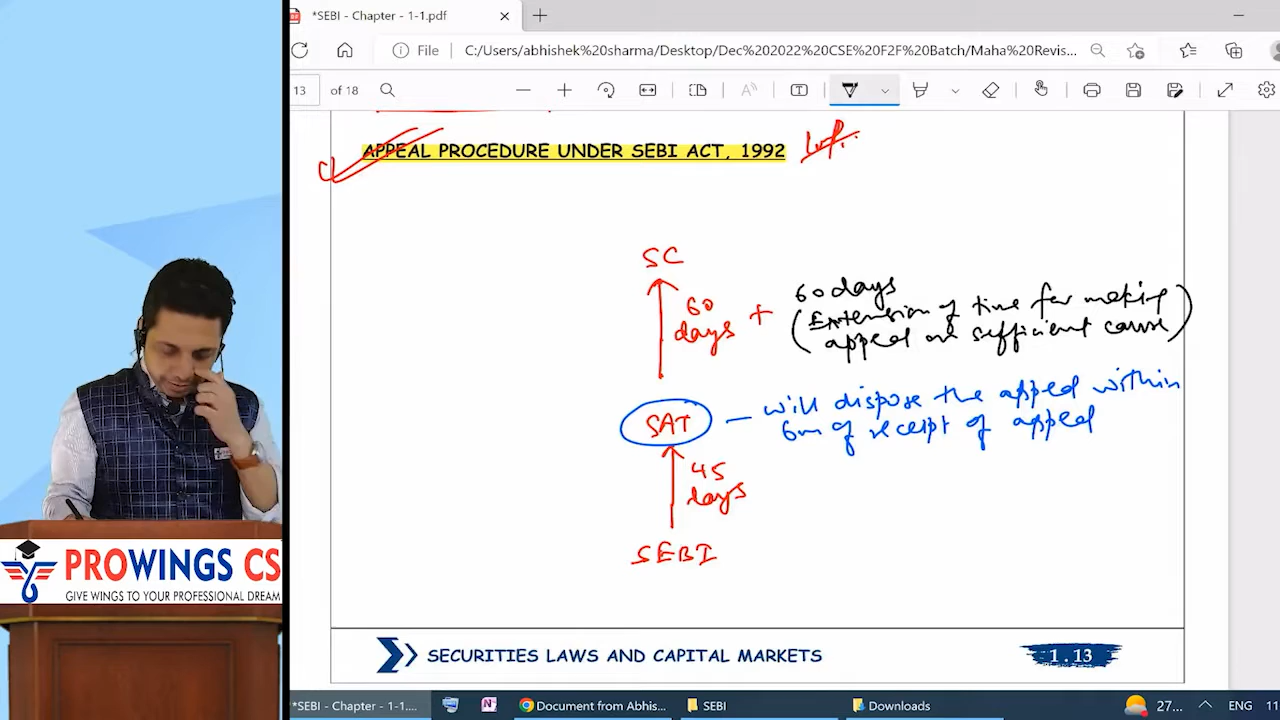 *SEBI - Chapter - 1-1.pdf
File C:/Users/abhishek%20sharma/Desktop/Dec%202022%20CSE%20F2F%20Batch/Maha%20Revis...
13 of 18
APPEAL PROCEDURE UNDER SEBI ACT, 1992
SC
60 days + 60 days
(Extension of time for making
appeal on sufficient cause)
SAT - will dispose the appeal within
6m of receipt of appeal
45
days
SEBI
PROWINGS CS
GIVE WINGS TO YOUR PROFESSIONAL DREAM
SECURITIES LAWS AND CAPITAL MARKETS 1.13
*SEBI - Chapter - 1-1.... Document from Abhis... SEBI Downloads 27... ENG 11